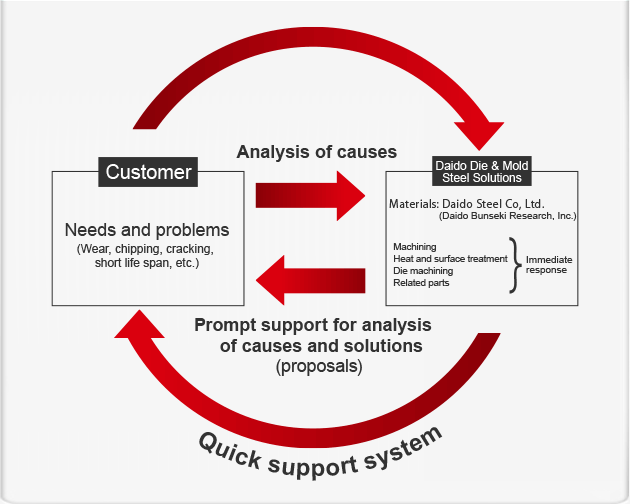 Analysis of causes
Customer
Needs and problems
(Wear, chipping, cracking,
short life span, etc.)
Daido Die & Mold
Steel Solutions
Materials: Daido Steel Co, Ltd.
(Daido Bunseki Research, Inc.)
Machining
Heat and surface treatment
Die machining
Related parts
Immediate
response
Prompt support for analysis
of causes and solutions
(proposals)
Quick support system